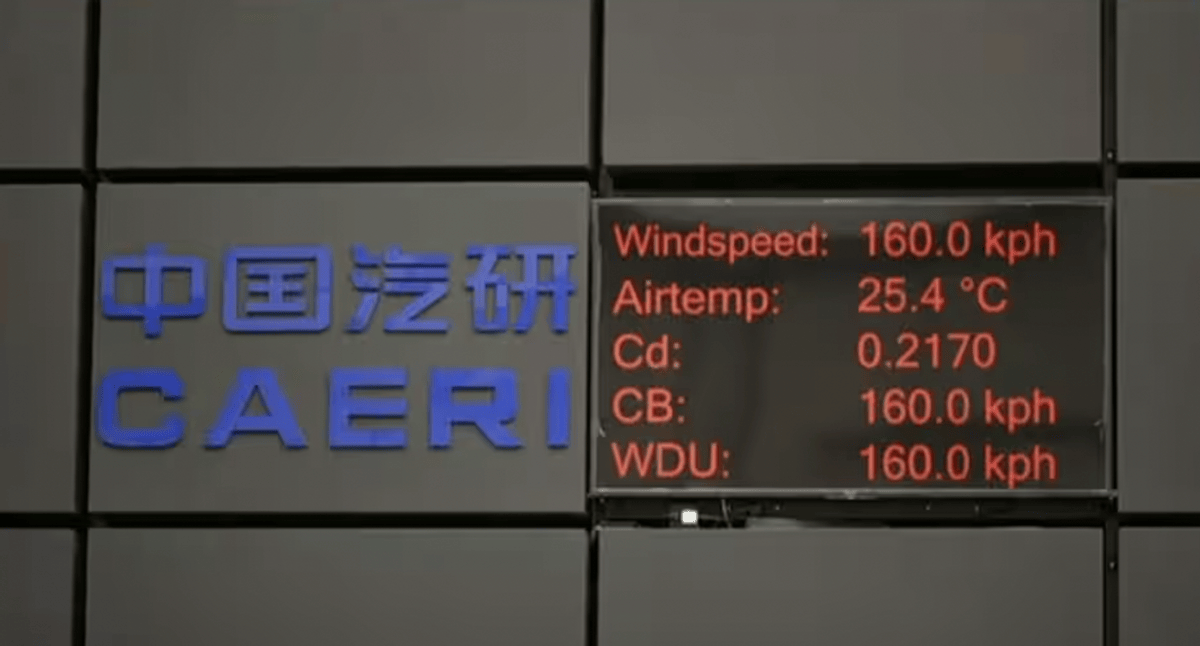 中国汽研
CAERI
Windspeed: 160.0 kph
Airtemp: 25.4 °C
Cd: 0.2170
CB: 160.0 kph
WDU: 160.0 kph